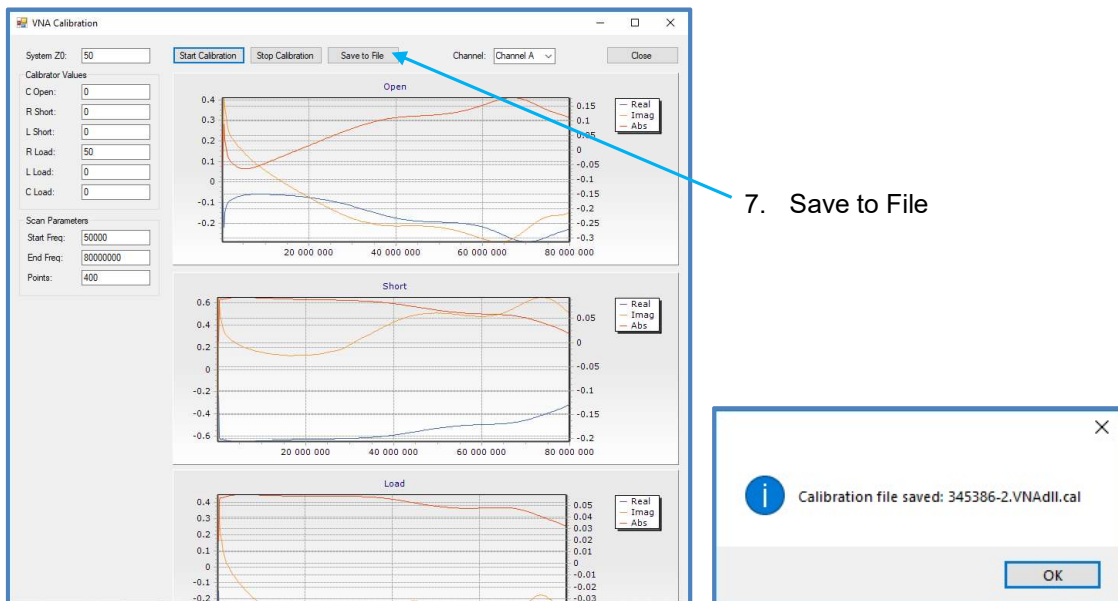 VNA Calibration
System Z0: 50
Start Calibration Stop Calibration Save to File Channel: Channel A Close
Calibrator Values
C Open: 0
R Short: 0
L Short: 0
R Load: 50
L Load: 0
C Load: 0
Scan Parameters
Start Freq: 50000
End Freq: 80000000
Points: 400
Open
0.4
0.3
0.2
0.1
0
-0.1
-0.2
0.15
0.1
0.05
0
-0.05
-0.1
-0.15
-0.2
-0.25
-0.3
20 000 000 40 000 000 60 000 000 80 000 000
Real
Imag
Abs
Short
0.6
0.4
0.2
0
-0.2
-0.4
-0.6
0.05
0
-0.05
-0.1
-0.15
-0.2
20 000 000 40 000 000 60 000 000 80 000 000
Real
Imag
Abs
Load
0.4
0.3
0.2
0.1
0
-0.1
-0.2
0.05
0.04
0.03
0.02
0.01
0
-0.01
-0.02
-0.03
Real
Imag
Abs
7. Save to File
Calibration file saved: 345386-2.VNAdll.cal
OK